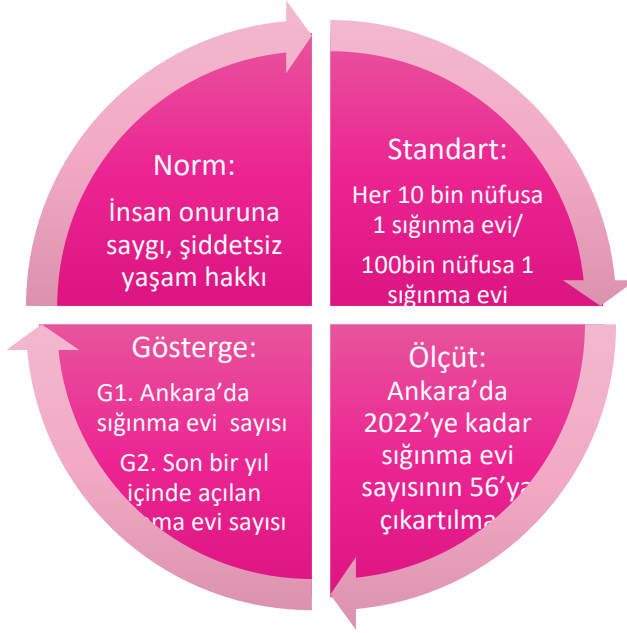 Norm:
İnsan onuruna
saygı, şiddetsiz
yaşam hakkı
Standart:
Her 10 bin nüfusa
1 sığınma evi/
100bin nüfusa 1
sığınma evi
Ölçüt:
Ankara’da
2022’ye kadar
sığınma evi
sayısının 56’ya
çıkartılma
Gösterge:
G1. Ankara’da
sığınma evi sayısı
G2. Son bir yıl
içinde açılan
nma evi sayısı